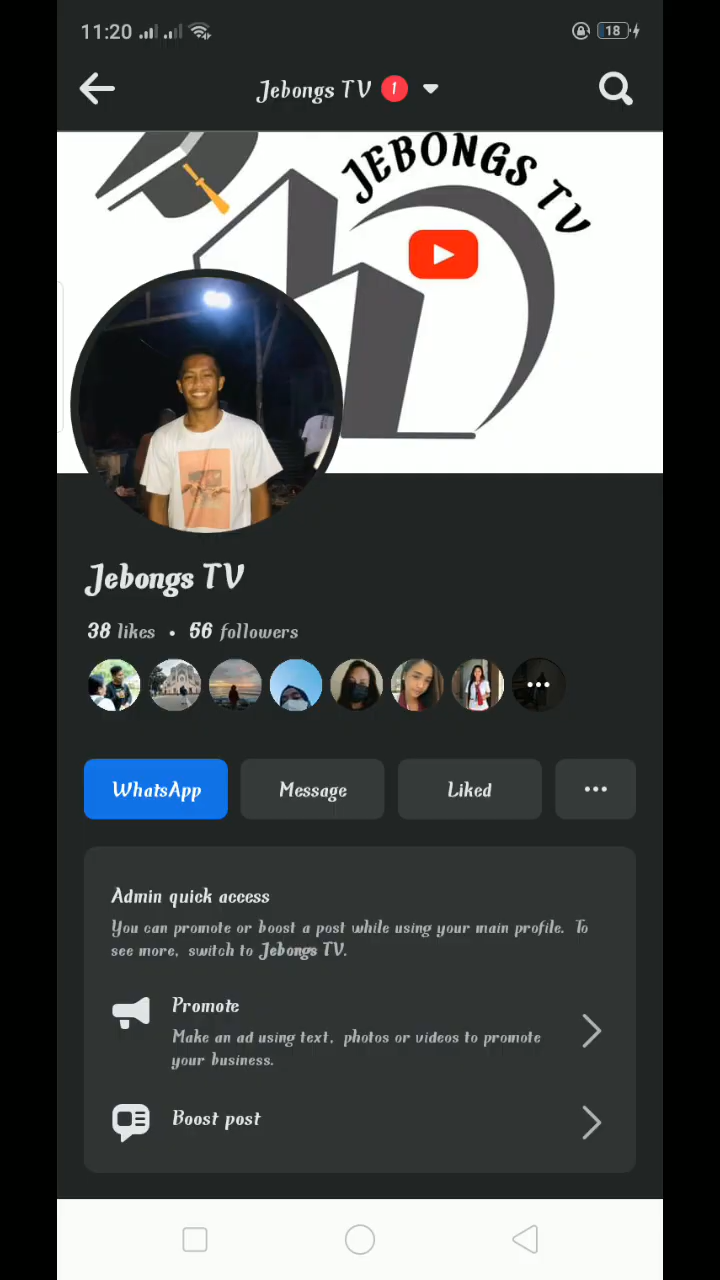 11:20
18
Jebongs TV 1
JEBONGS TV
Jebongs TV
38 likes • 56 followers
WhatsApp
Message
Liked
Admin quick access
You can promote or boost a post while using your main profile. To
see more, switch to Jebongs TV.
Promote
Make an ad using text, photos or videos to promote
your business.
Boost post